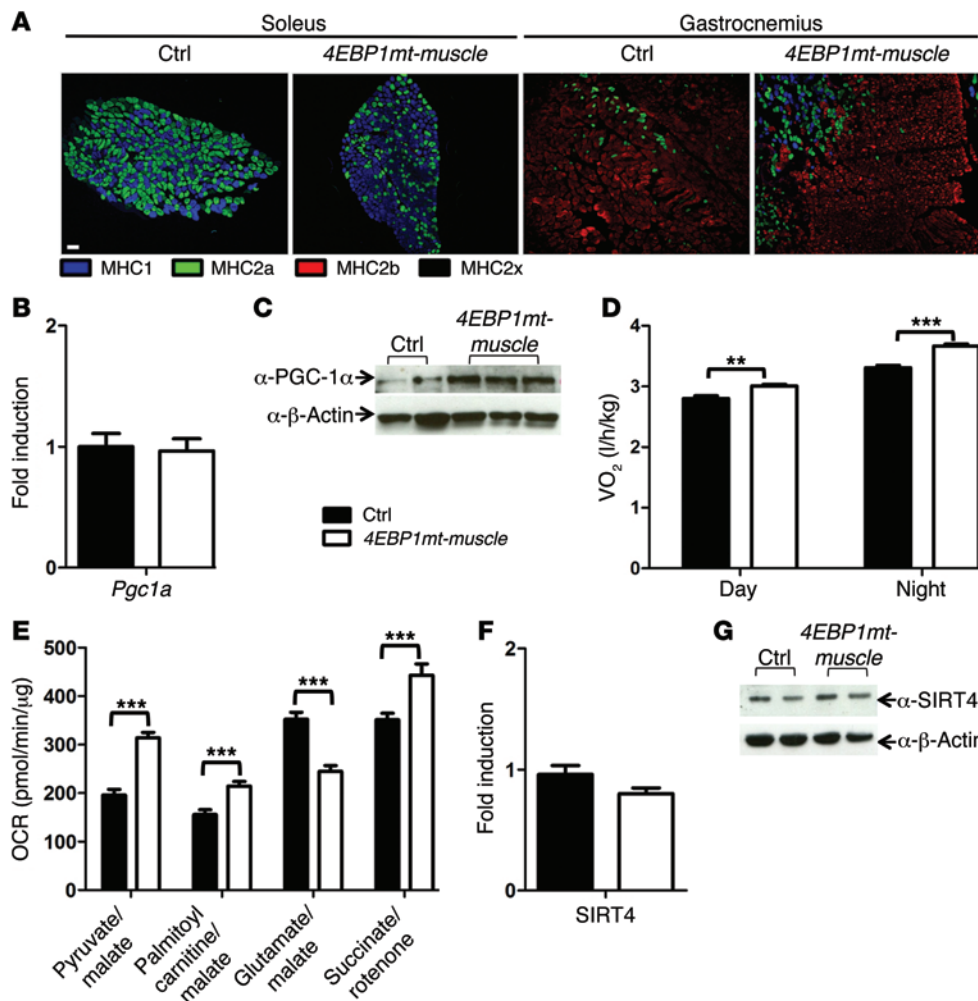 A
Soleus
Gastrocnemius
Ctrl
4EBP1mt-muscle
Ctrl
4EBP1mt-muscle
MHC1
MHC2a
MHC2b
MHC2x
B
Fold induction
2
1
0
Pgc1a
C
4EBP1mt-
muscle
Ctrl
α-PGC-1α
α-β-Actin
Ctrl
4EBP1mt-muscle
D
VO2 (l/h/kg)
4
3
2
1
0
**
***
Day
Night
E
OCR (pmol/min/μg)
500
400
300
200
100
0
***
***
***
***
Pyruvate/
malate
Palmitoyl
carnitine/
malate
Glutamate/
malate
Succinate/
rotenone
F
Fold induction
2
1
0
SIRT4
G
4EBP1mt-
muscle
Ctrl
α-SIRT4
α-β-Actin